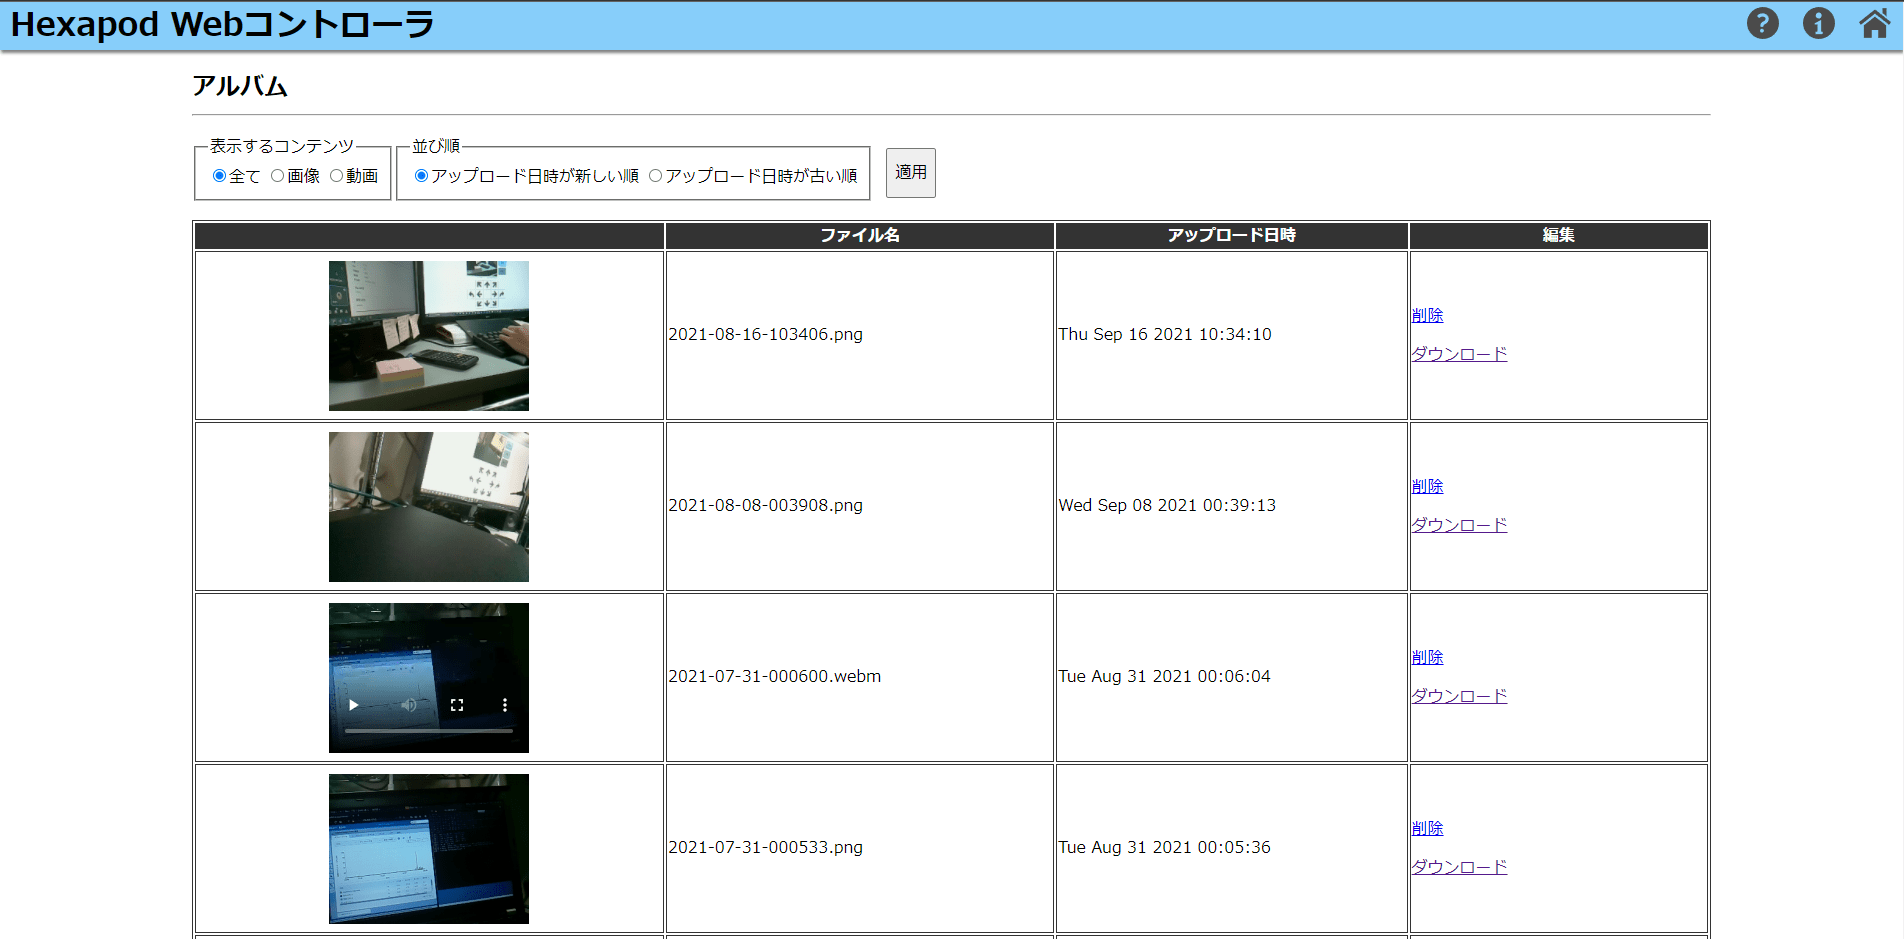 Hexapod Webコントローラ
アルバム
表示するコンテンツ
全て 画像 動画
並び順
アップロード日時が新しい順 アップロード日時が古い順
適用
ファイル名 アップロード日時 編集
2021-08-16-103406.png Thu Sep 16 2021 10:34:10
削除
ダウンロード
2021-08-08-003908.png Wed Sep 08 2021 00:39:13
削除
ダウンロード
2021-07-31-000600.webm Tue Aug 31 2021 00:06:04
削除
ダウンロード
2021-07-31-000533.png Tue Aug 31 2021 00:05:36
削除
ダウンロード